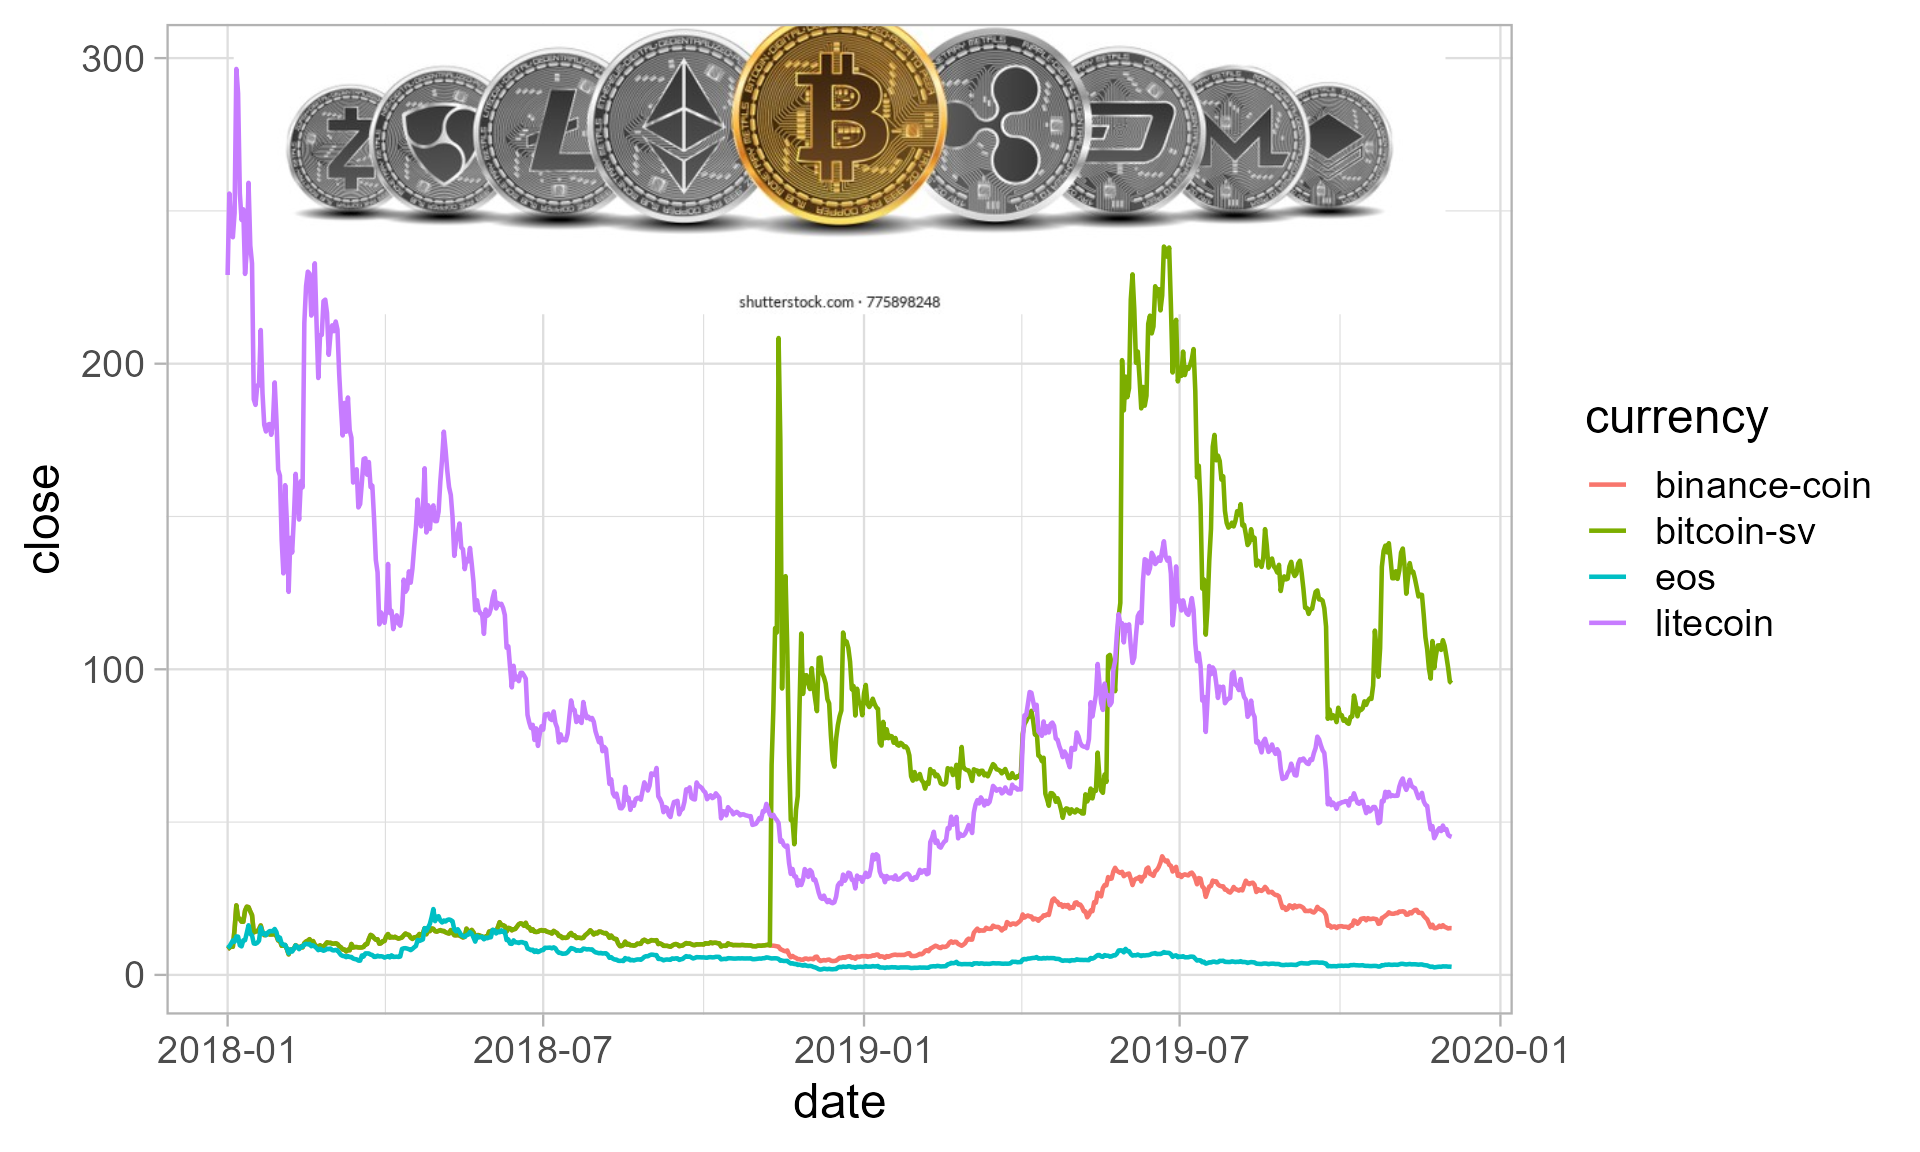 300
200
100
0
close
shutterstock.com · 775898248
2018-01
2018-07
2019-01
2019-07
2020-01
date
currency
binance-coin
bitcoin-sv
eos
litecoin